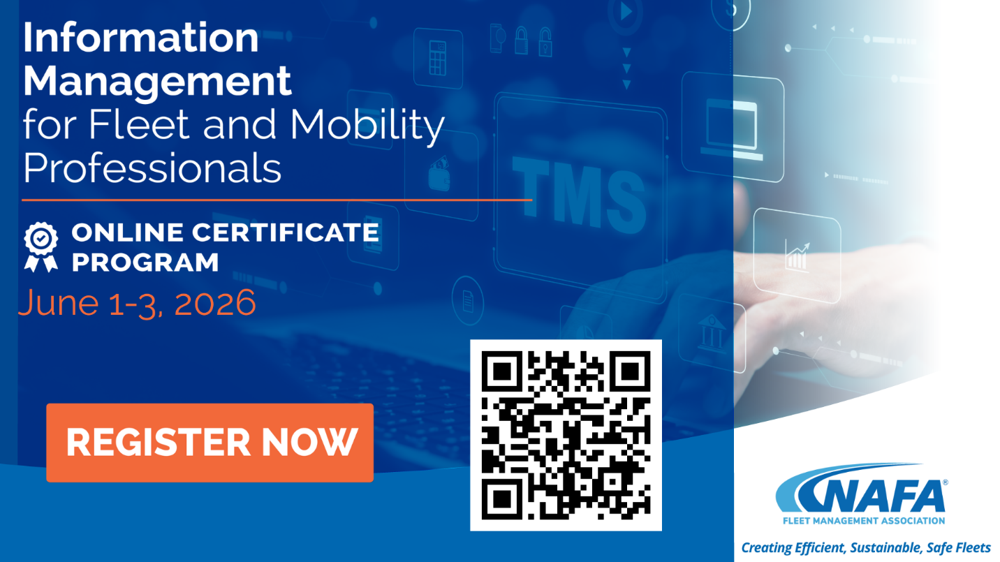 Information
Management
for Fleet and Mobility
Professionals
TMS
ONLINE CERTIFICATE
PROGRAM
June 1-3, 2026
REGISTER NOW
NAFA®
FLEET MANAGEMENT ASSOCIATION
Creating Efficient, Sustainable, Safe Fleets